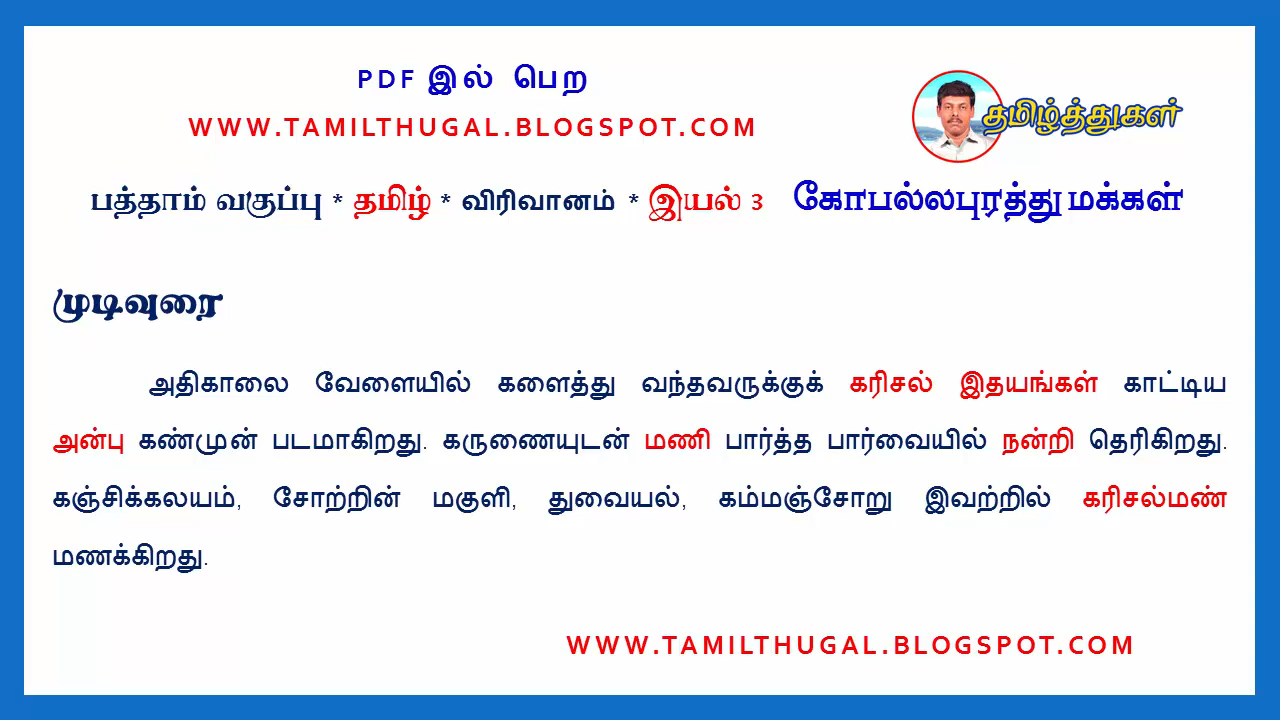 PDF இல் பெற
WWW.TAMILTHUGAL.BLOGSPOT.COM
தமிழ்த்துகள்
பத்தாம் வகுப்பு * தமிழ் * விரிவானம் * இயல் 3 கோபல்லபுரத்து மக்கள்
முடிவுரை
அதிகாலை வேளையில் களைத்து வந்தவருக்குக் கரிசல் இதயங்கள் காட்டிய
அன்பு கண்முன் படமாகிறது. கருணையுடன் மணி பார்த்த பார்வையில் நன்றி தெரிகிறது.
கஞ்சிக்கலயம், சோற்றின் மகுளி, துவையல், கம்மஞ்சோறு இவற்றில் கரிசல்மண்
மணக்கிறது.
WWW.TAMILTHUGAL.BLOGSPOT.COM